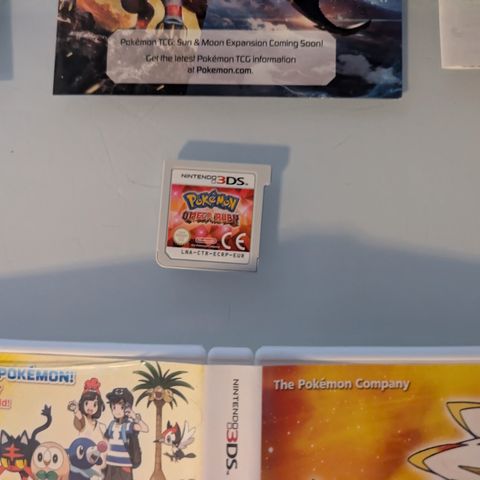 Pokémon TCG: Sun & Moon Expansion Coming Soon!
Get the latest Pokémon TCG information
at Pokemon.com.
NINTENDO 3DS
POKéMON
OMEGA RUBY
CE
LNA-CTR-ECRP-EUR
POKÉMON!
The Pokémon Company
NINTENDO 3DS